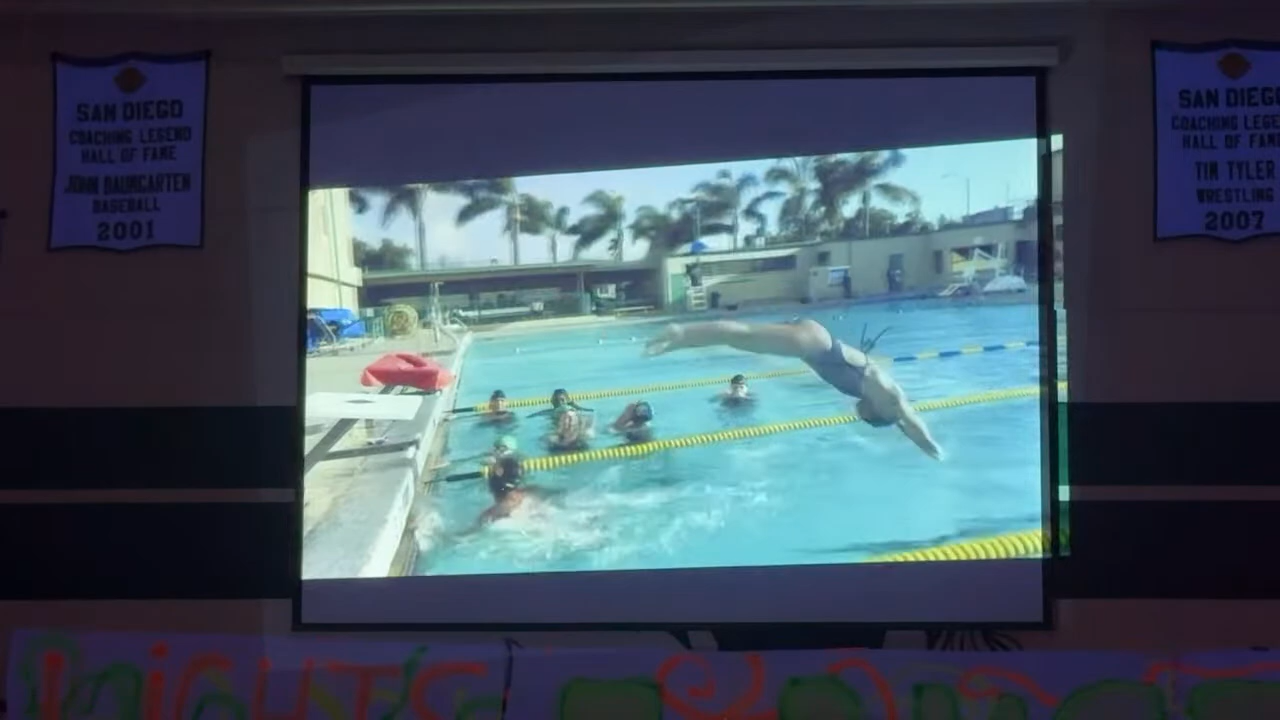 SAN DIEGO
COACHING LEGEND
HALL OF FAME
JOHN BAUMGARTEN
BASEBALL
2001
SAN DIEGO
COACHING LEGE
HALL OF FAM
TIM TYLER
WRESTLING
2007
LIGHTS